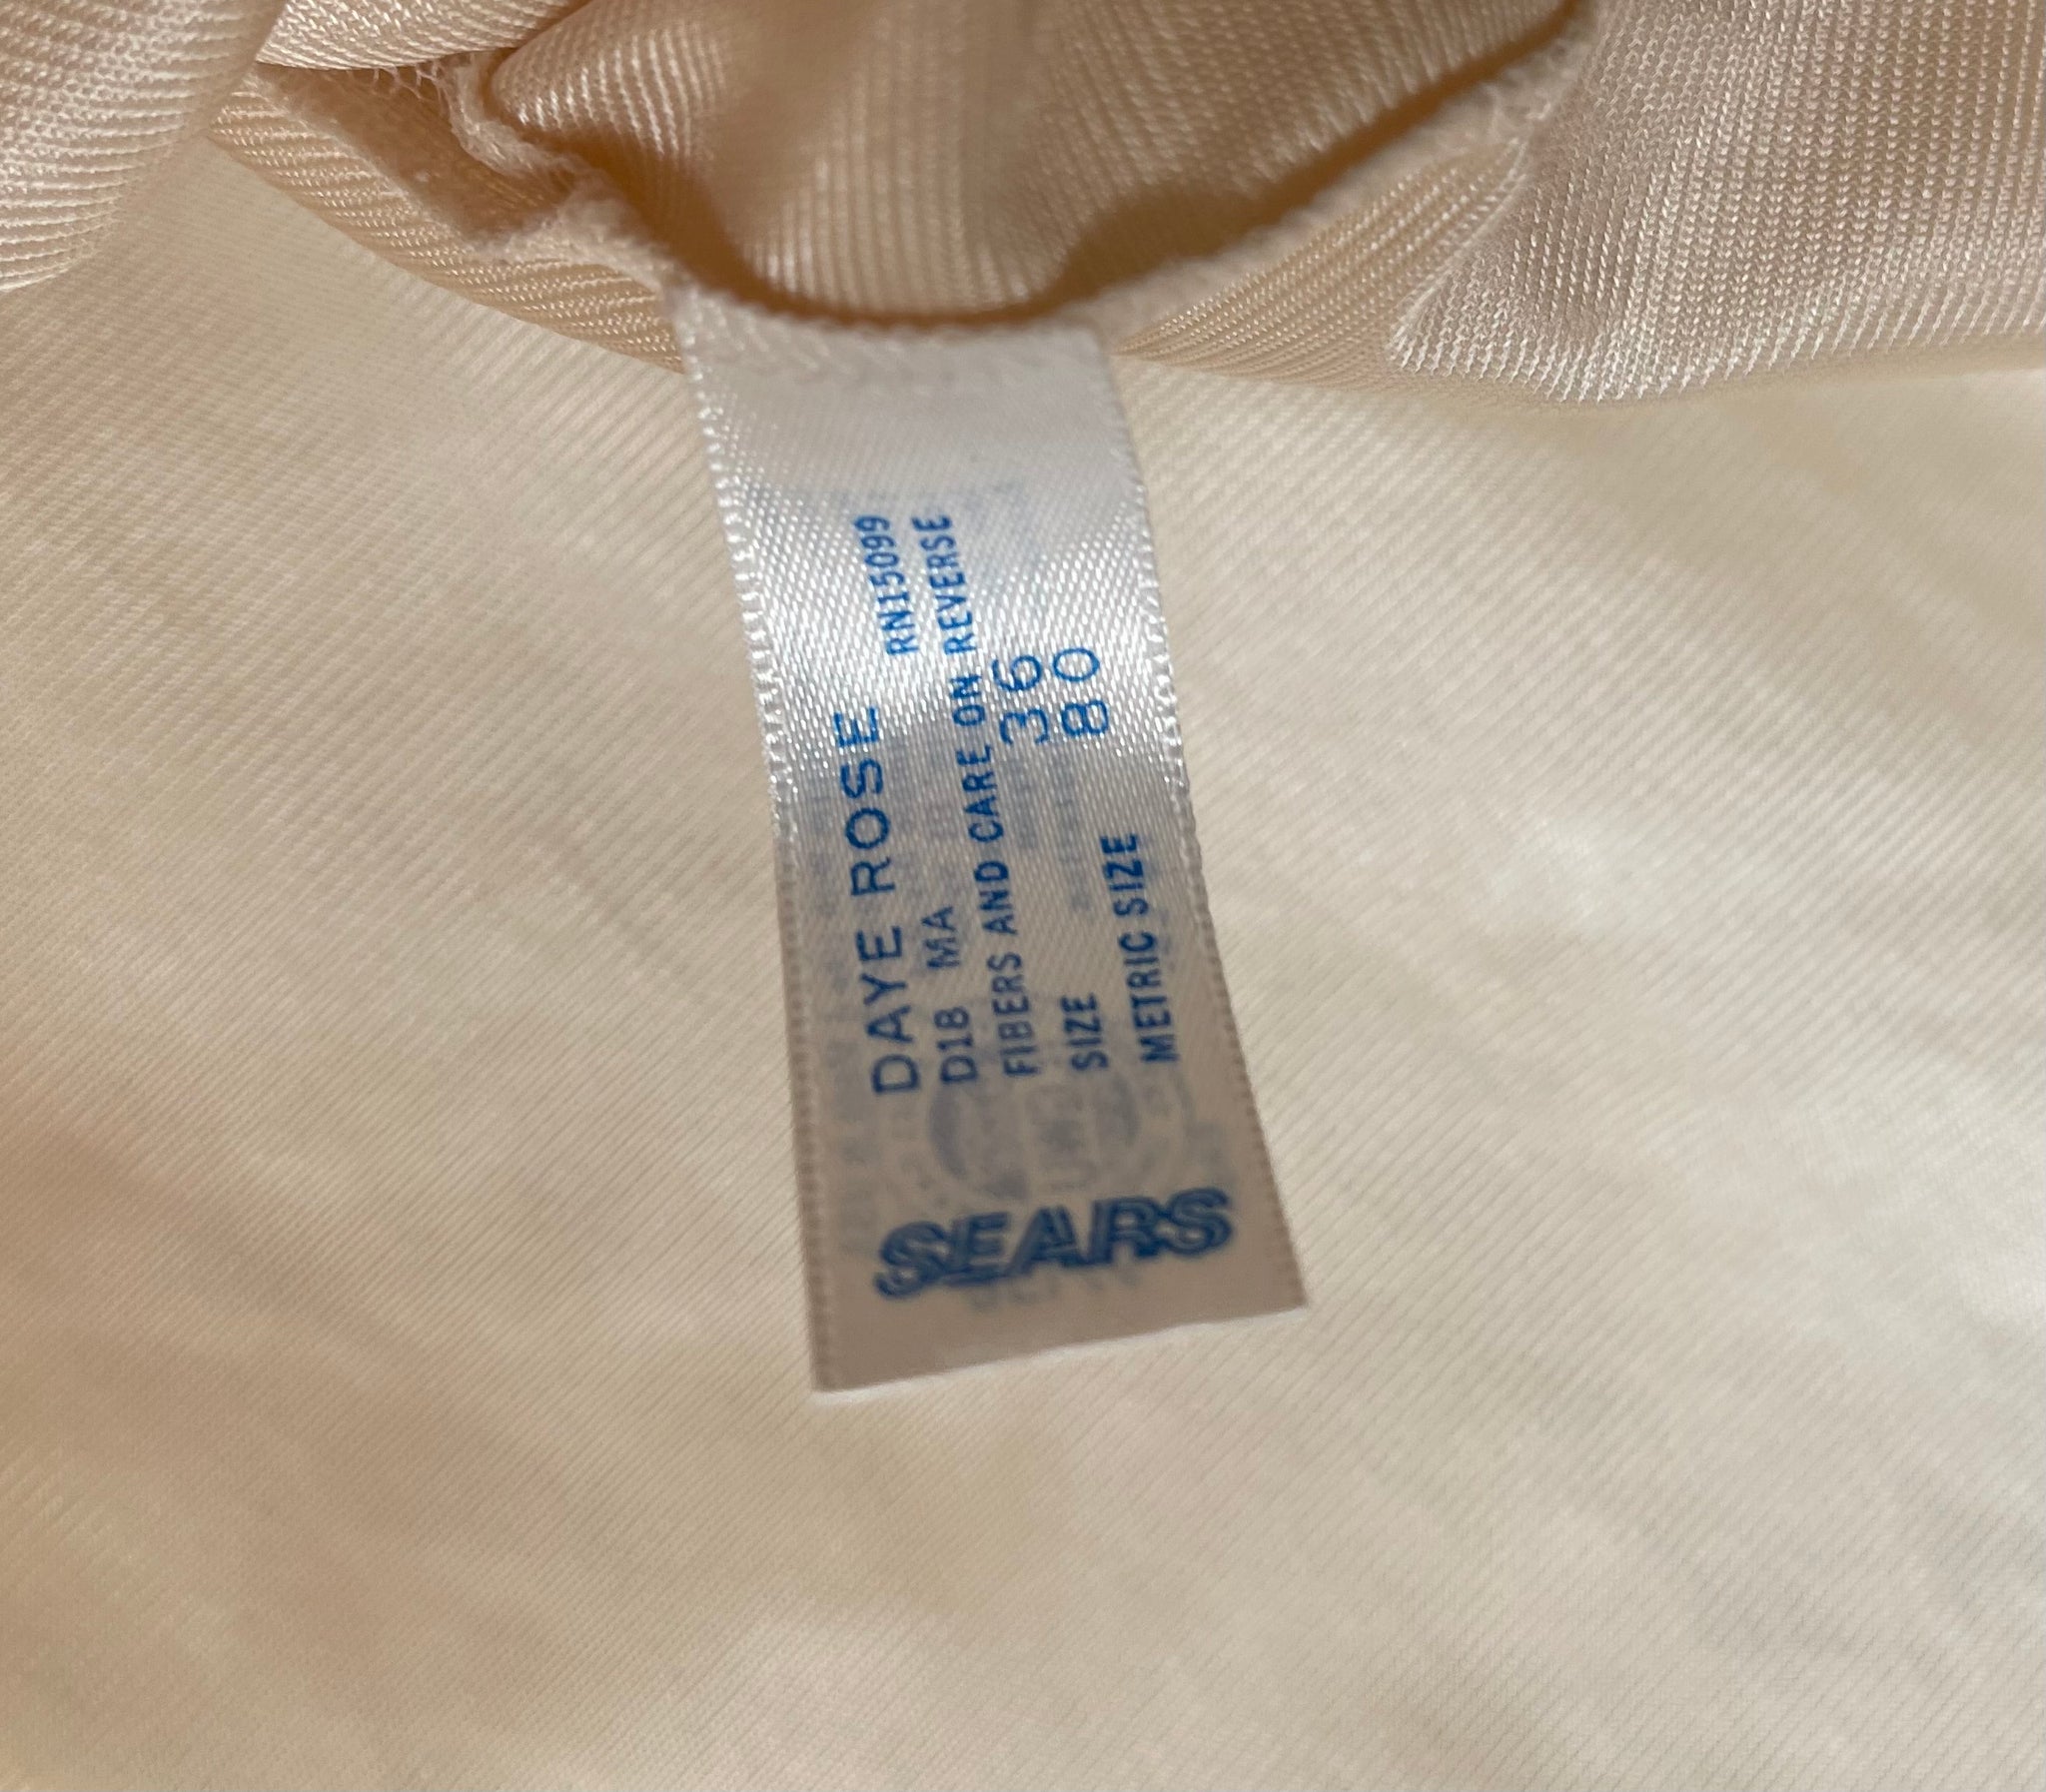 SEARS
DAYE ROSE
D18 MA RN15099
FIBERS AND CARE ON REVERSE
SIZE 36
METRIC SIZE 80